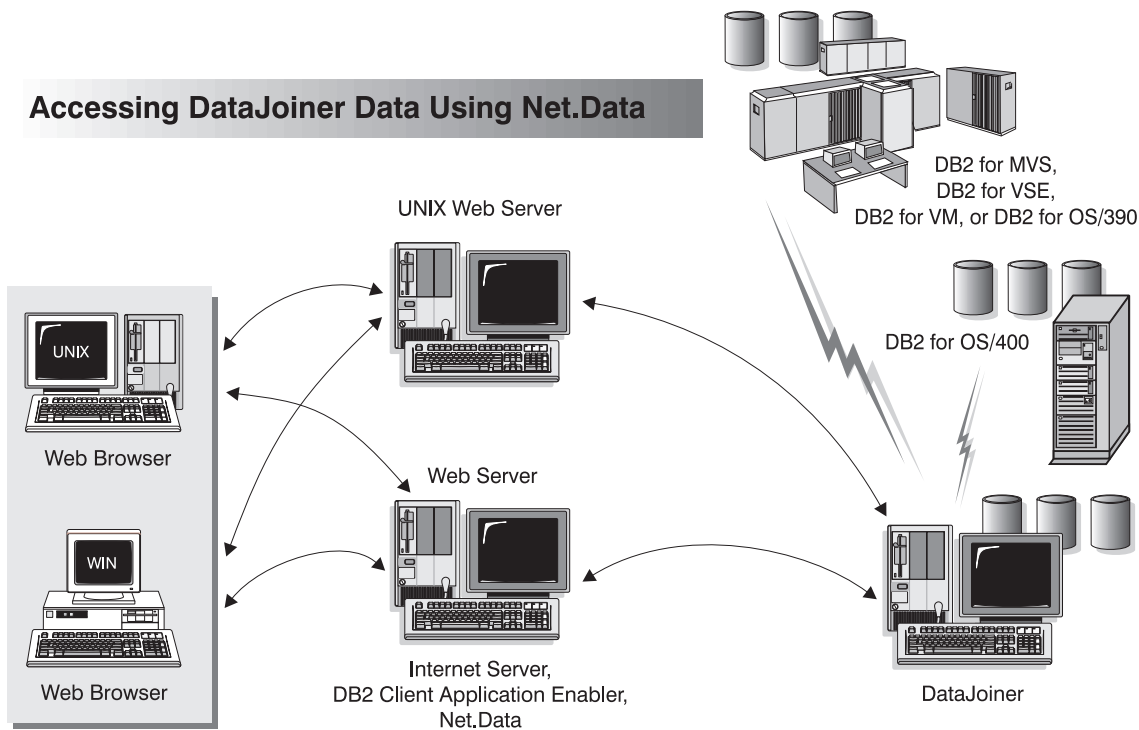 Accessing DataJoiner Data Using Net.Data
DB2 for MVS,
DB2 for VSE,
DB2 for VM, or DB2 for OS/390
UNIX Web Server
DB2 for OS/400
UNIX
Web Browser
Web Server
WIN
Web Browser
Internet Server,
DB2 Client Application Enabler,
Net.Data
DataJoiner